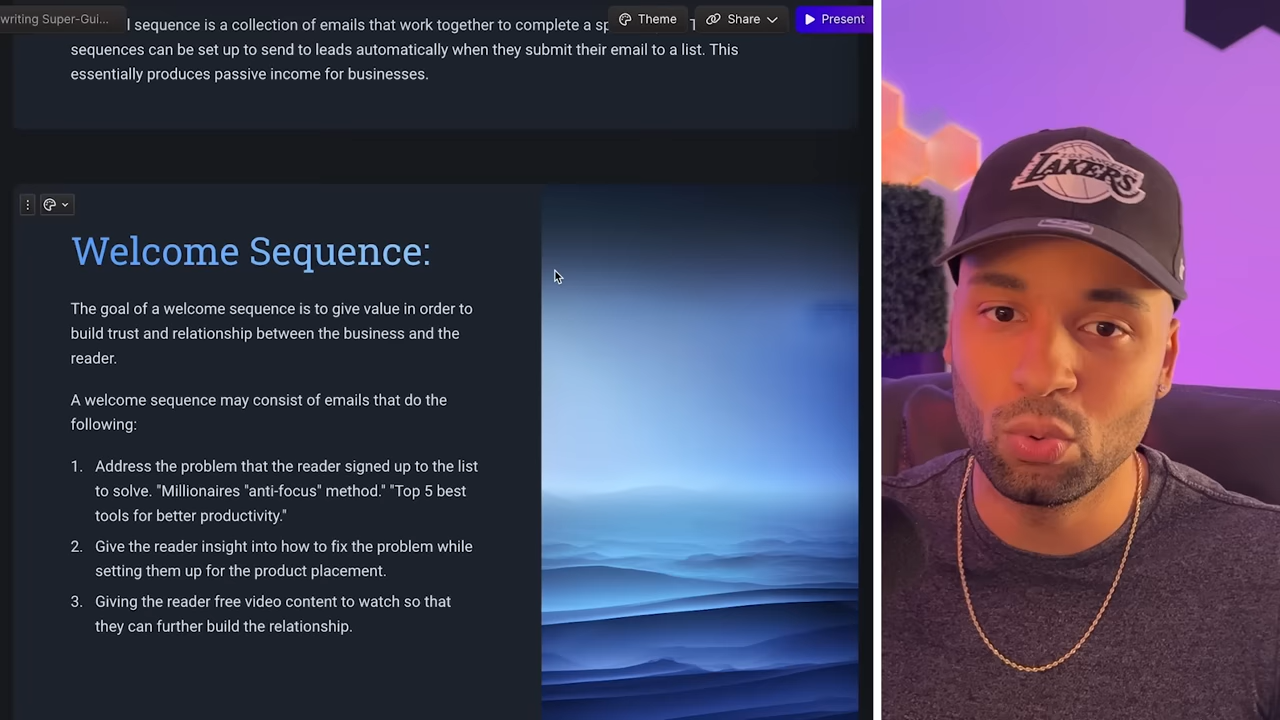 writing Super-Gui...
Theme
Share
Present
l sequence is a collection of emails that work together to complete a sp
sequences can be set up to send to leads automatically when they submit their email to a list. This
essentially produces passive income for businesses.
Welcome Sequence:
The goal of a welcome sequence is to give value in order to
build trust and relationship between the business and the
reader.
A welcome sequence may consist of emails that do the
following:
1. Address the problem that the reader signed up to the list
to solve. "Millionaires "anti-focus" method." "Top 5 best
tools for better productivity."
2. Give the reader insight into how to fix the problem while
setting them up for the product placement.
3. Giving the reader free video content to watch so that
they can further build the relationship.
LOS ANGELES
LAKERS